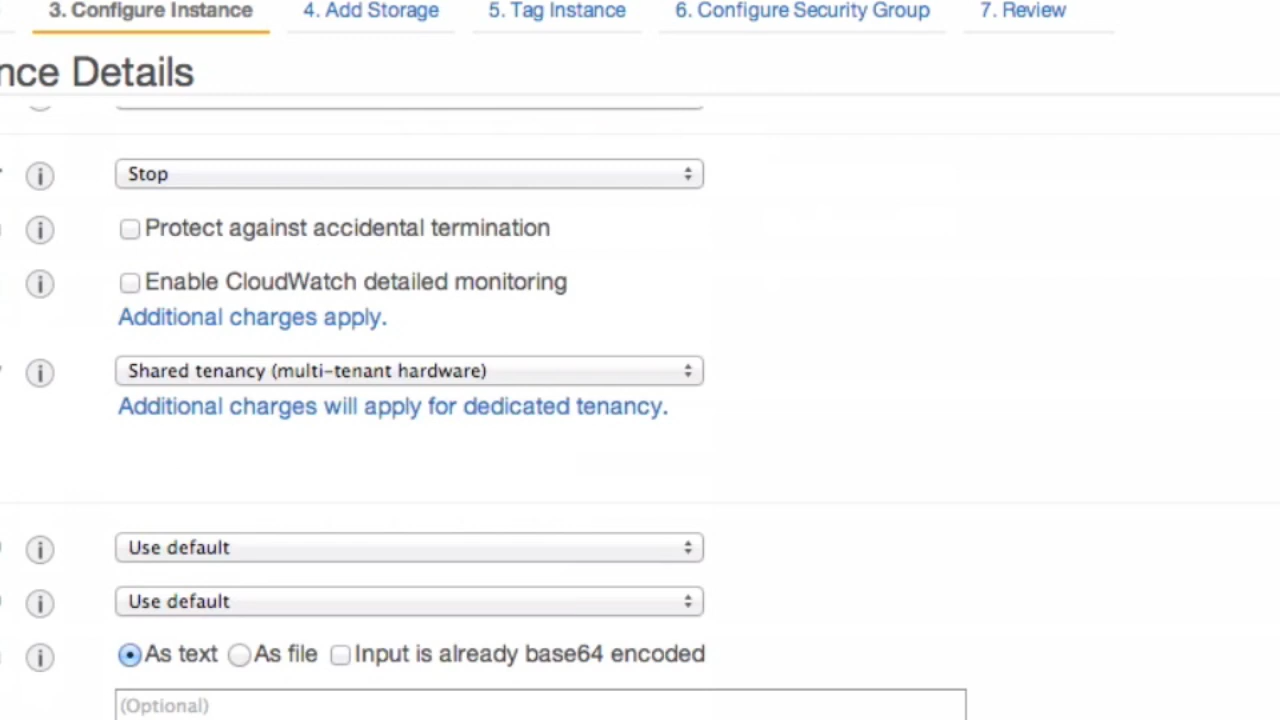 3. Configure Instance 4. Add Storage 5. Tag Instance 6. Configure Security Group 7. Review
nce Details
Stop
Protect against accidental termination
Enable CloudWatch detailed monitoring
Additional charges apply.
Shared tenancy (multi-tenant hardware)
Additional charges will apply for dedicated tenancy.
Use default
Use default
As text As file Input is already base64 encoded
(Optional)